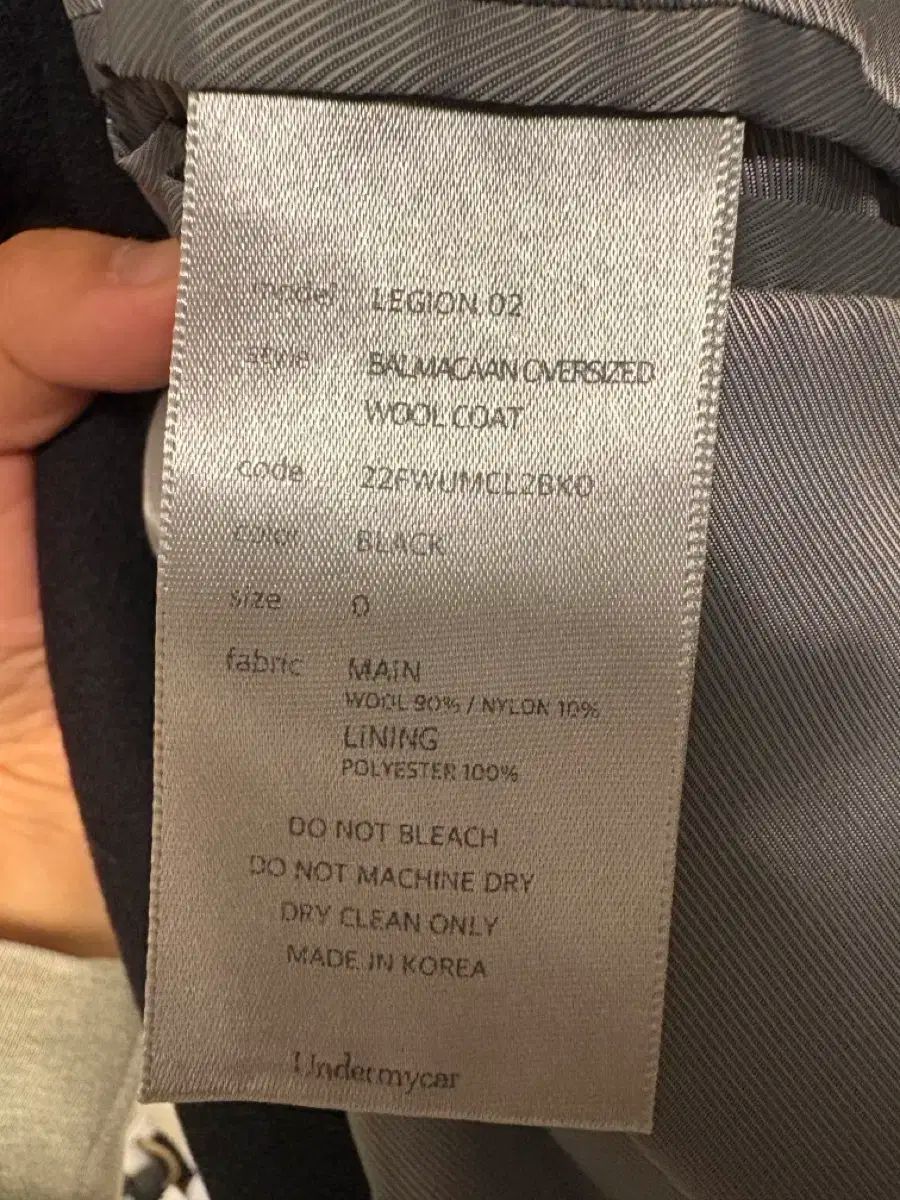 model LEGION.02
style BALMACAAN OVERSIZED
WOOL COAT
code 22FWUMCL2BK0
color BLACK
size 0
fabric MAIN
WOOL 90% / NYLON 10%
LINING
POLYESTER 100%
DO NOT BLEACH
DO NOT MACHINE DRY
DRY CLEAN ONLY
MADE IN KOREA
Undermycar